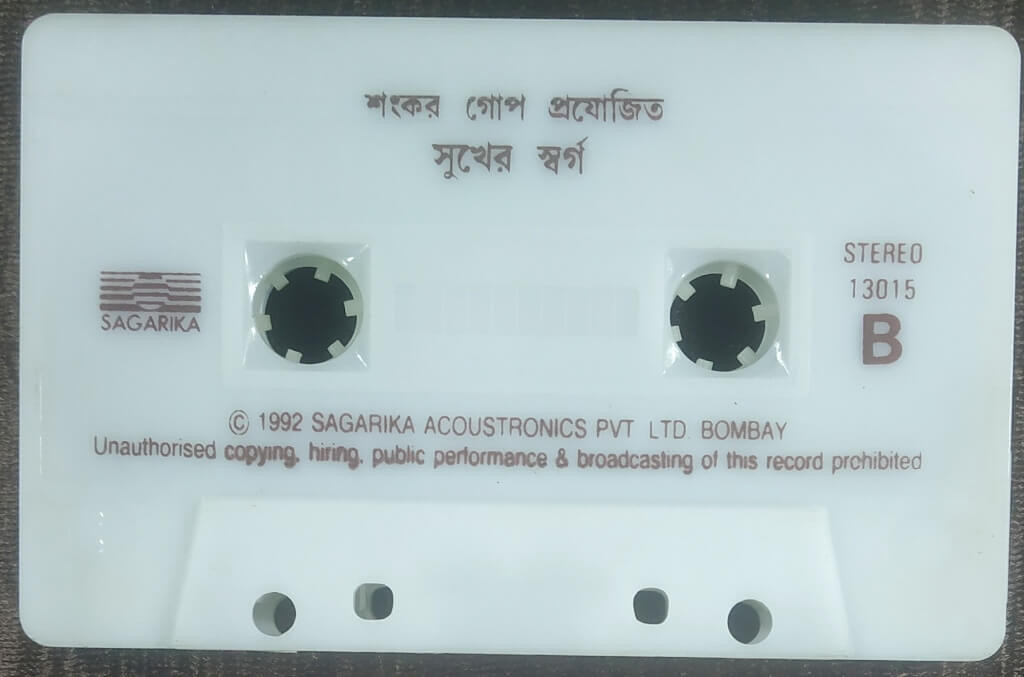 শংকর গোপ প্রযোজিত
সুখের স্বর্গ
STEREO
13015
B
SAGARIKA
© 1992 SAGARIKA ACOUSTRONICS PVT LTD. BOMBAY
Unauthorised copying, hiring, public performance & broadcasting of this record prohibited